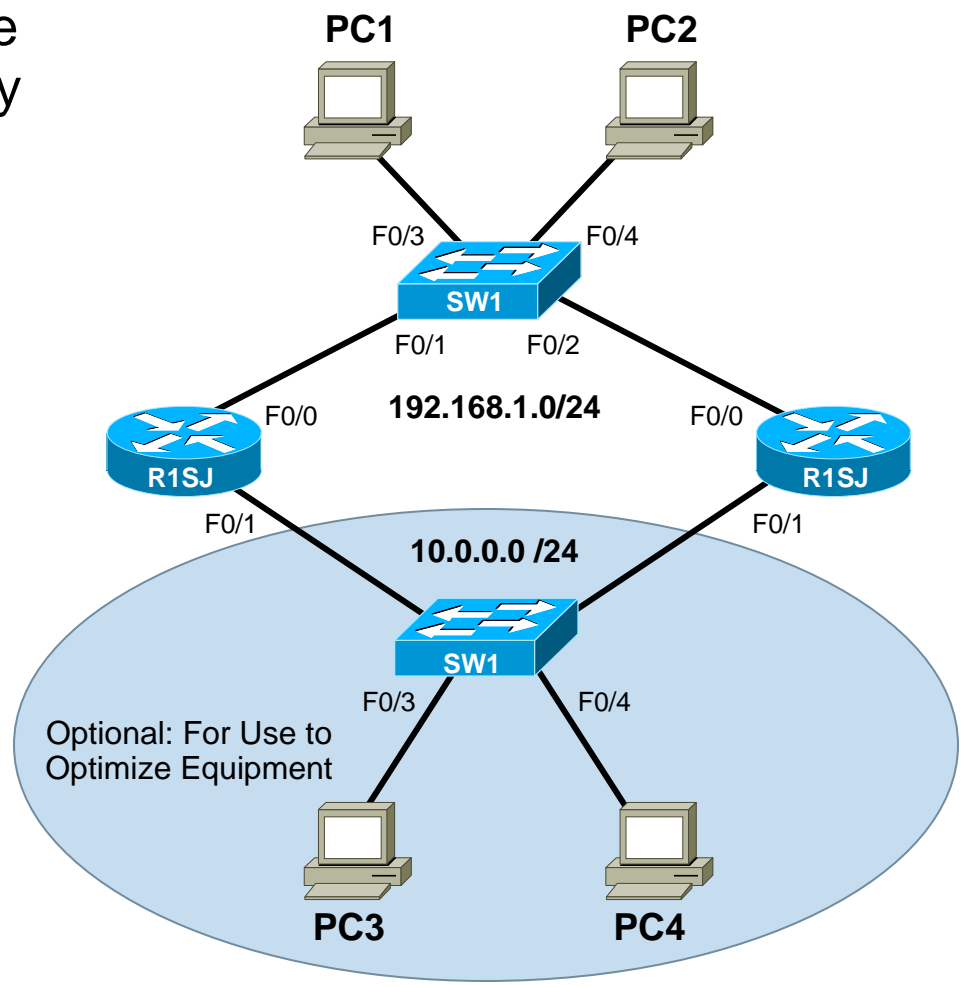 PC1
PC2
F0/3
F0/4
SW1
F0/1
F0/2
F0/0
192.168.1.0/24
F0/0
R1SJ
R1SJ
F0/1
F0/1
10.0.0.0 /24
SW1
F0/3
F0/4
Optional: For Use to
Optimize Equipment
PC3
PC4